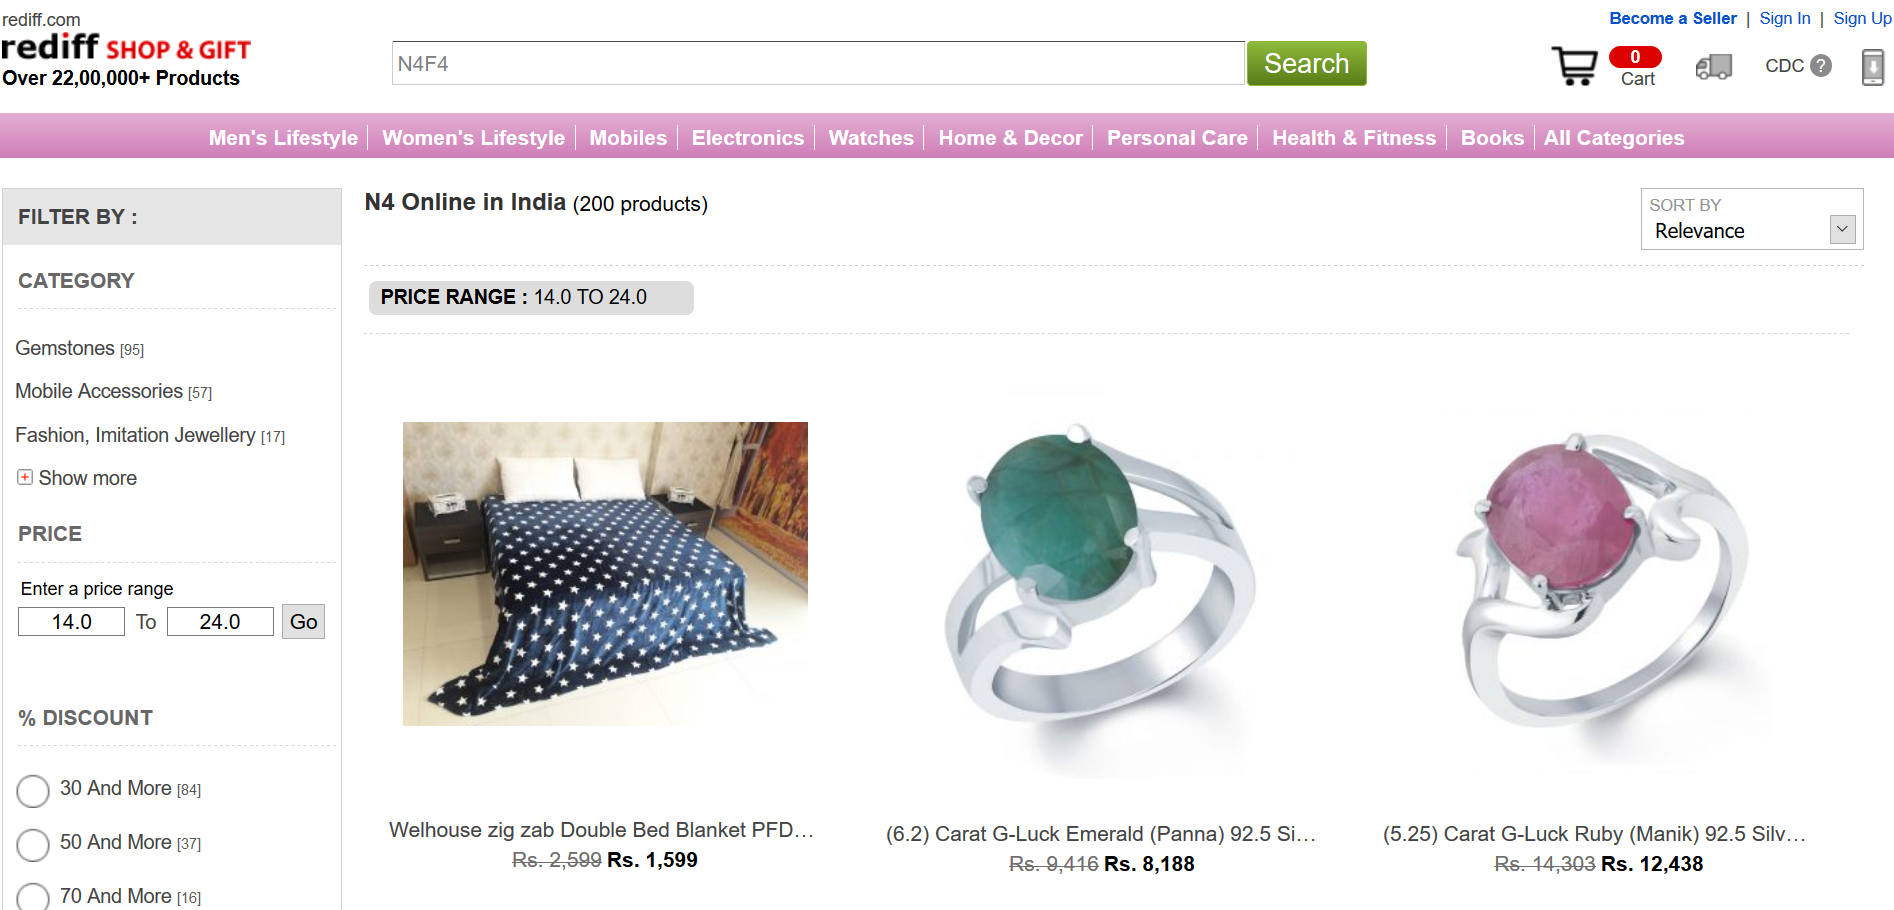 rediff.com
rediff SHOP & GIFT
Over 22,00,000+ Products
N4F4
Search
Become a Seller | Sign In | Sign Up
0
Cart
CDC ?
Men's Lifestyle Women's Lifestyle Mobiles Electronics Watches Home & Decor Personal Care Health & Fitness Books All Categories
FILTER BY :
CATEGORY
Gemstones [95]
Mobile Accessories [57]
Fashion, Imitation Jewellery [17]
Show more
PRICE
Enter a price range
14.0 To 24.0 Go
% DISCOUNT
30 And More [84]
50 And More [37]
70 And More [16]
N4 Online in India (200 products)
SORT BY
Relevance
PRICE RANGE : 14.0 TO 24.0
Welhouse zig zab Double Bed Blanket PFD...
Rs. 2,599 Rs. 1,599
(6.2) Carat G-Luck Emerald (Panna) 92.5 Si...
Rs. 9,416 Rs. 8,188
(5.25) Carat G-Luck Ruby (Manik) 92.5 Silv...
Rs. 14,303 Rs. 12,438